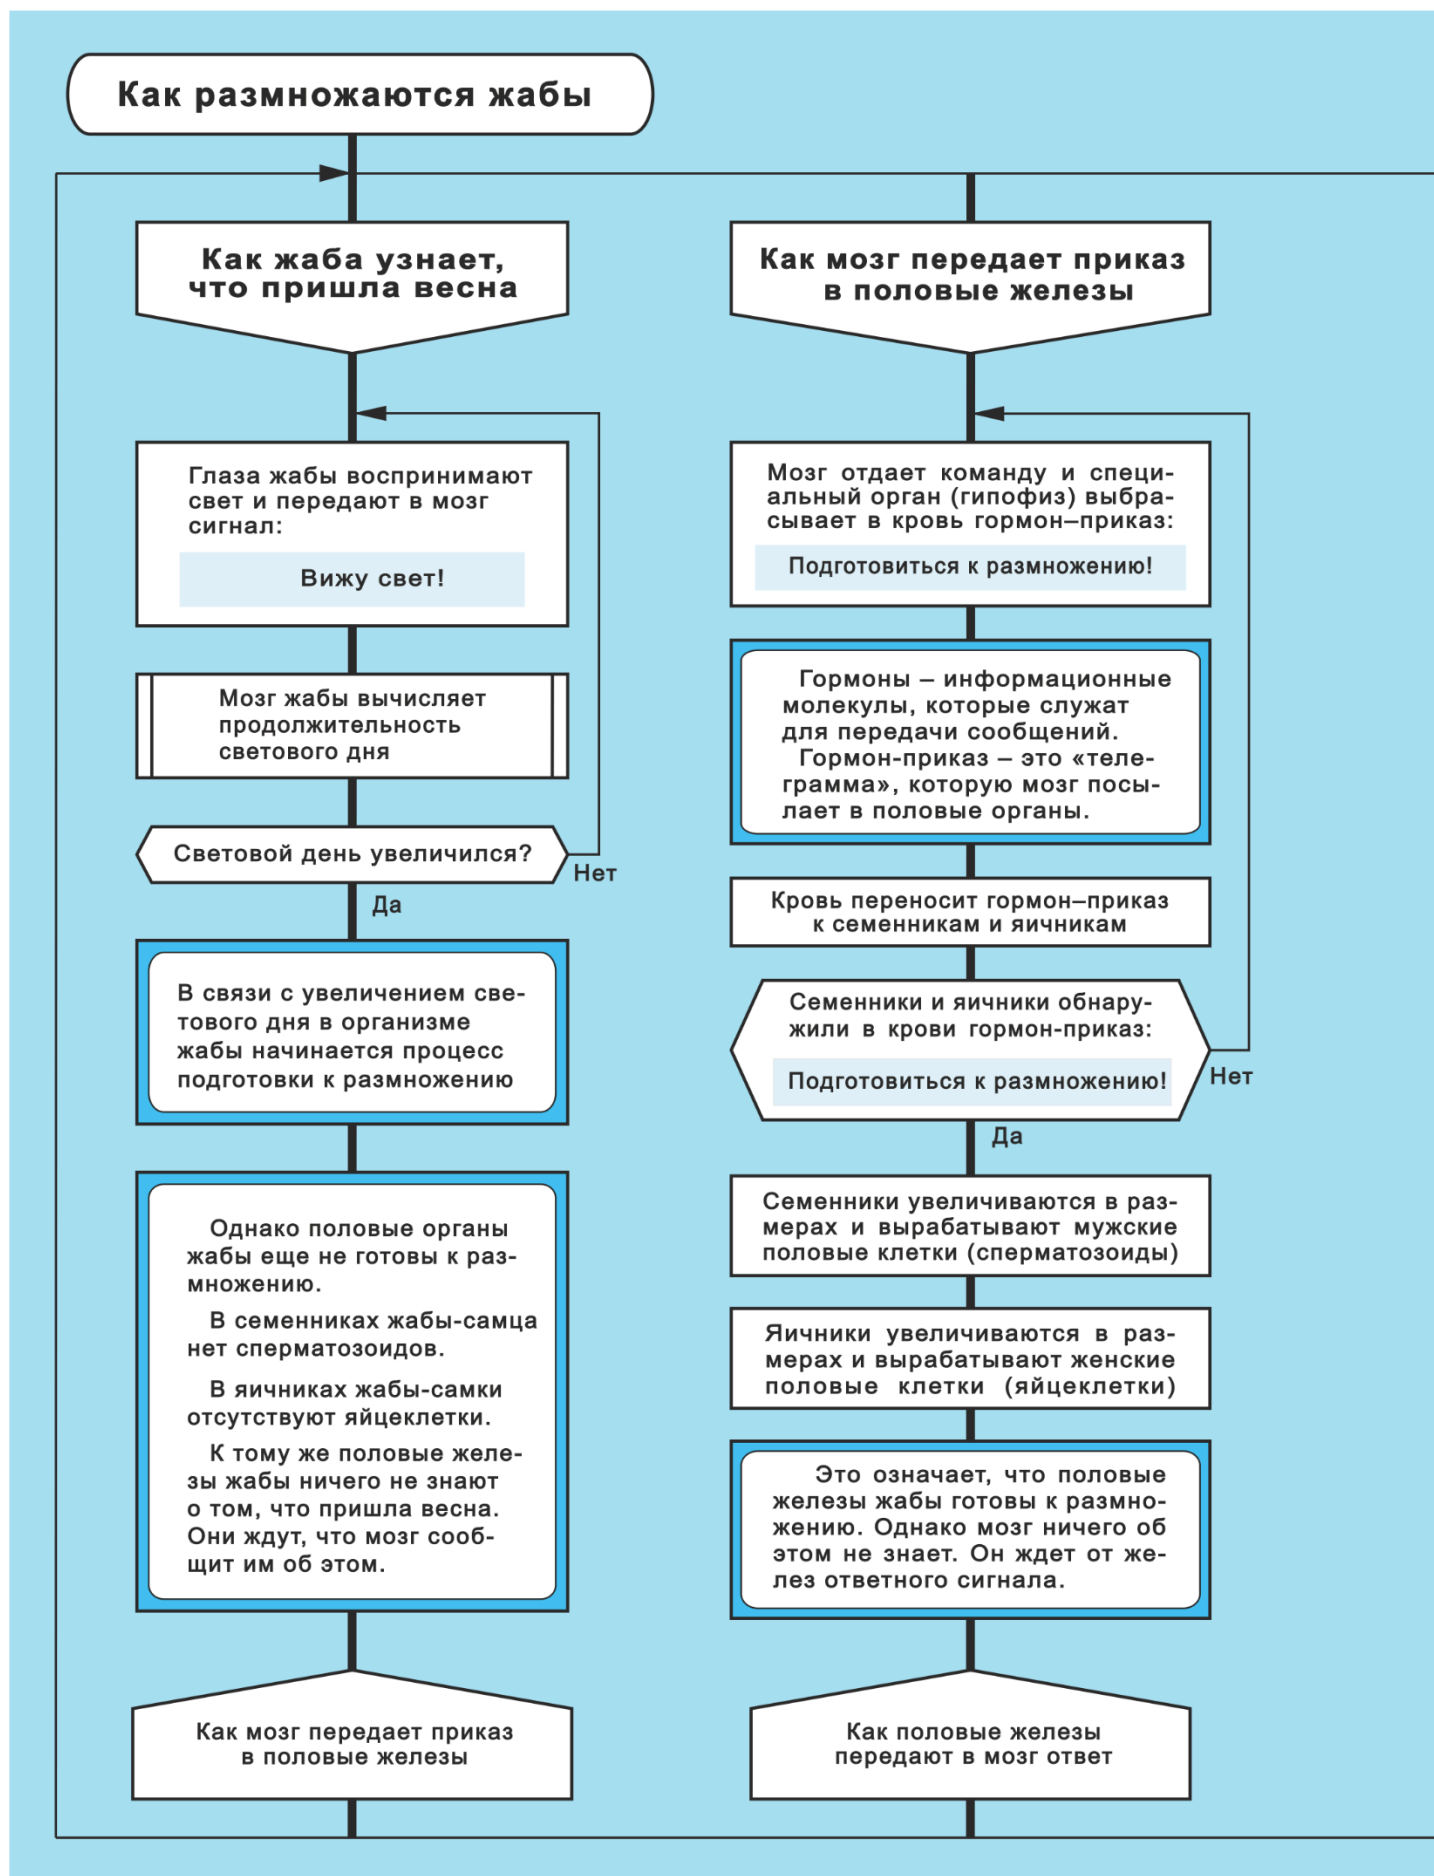 Как размножаются жабы
Как жаба узнает,
что пришла весна
Глаза жабы воспринимают
свет и передают в мозг
сигнал:
Вижу свет!
Мозг жабы вычисляет
продолжительность
светового дня
Световой день увеличился?
Нет
Да
В связи с увеличением све-
тового дня в организме
жабы начинается процесс
подготовки к размножению
Однако половые органы
жабы еще не готовы к раз-
множению.
В семенниках жабы-самца
нет сперматозоидов.
В яичниках жабы-самки
отсутствуют яйцеклетки.
К тому же половые желе-
зы жабы ничего не знают
о том, что пришла весна.
Они ждут, что мозг сооб-
щит им об этом.
Как мозг передает приказ
в половые железы
Как мозг передает приказ
в половые железы
Мозг отдает команду и специ-
альный орган (гипофиз) выбра-
сывает в кровь гормон–приказ:
Подготовиться к размножению!
Гормоны – информационные
молекулы, которые служат
для передачи сообщений.
Гормон-приказ – это «теле-
грамма», которую мозг посы-
лает в половые органы.
Кровь переносит гормон–приказ
к семенникам и яичникам
Семенники и яичники обнару-
жили в крови гормон-приказ:
Подготовиться к размножению!
Нет
Да
Семенники увеличиваются в раз-
мерах и вырабатывают мужские
половые клетки (сперматозоиды)
Яичники увеличиваются в раз-
мерах и вырабатывают женские
половые клетки (яйцеклетки)
Это означает, что половые
железы жабы готовы к размно-
жению. Однако мозг ничего об
этом не знает. Он ждет от же-
лез ответного сигнала.
Как половые железы
передают в мозг ответ